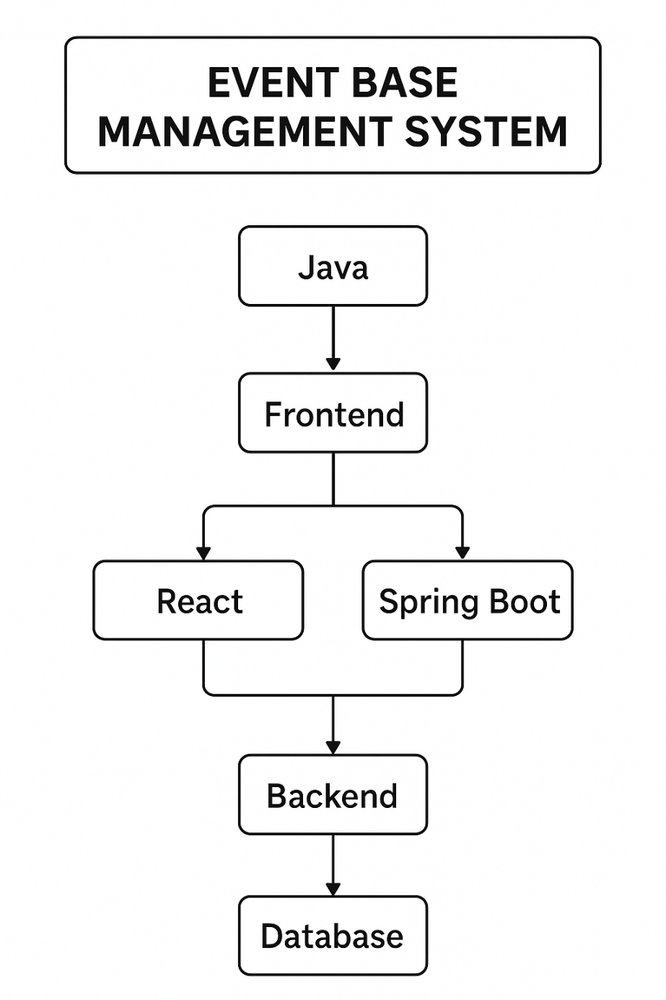 EVENT BASE
MANAGEMENT SYSTEM
Java
Frontend
React
Spring Boot
Backend
Database